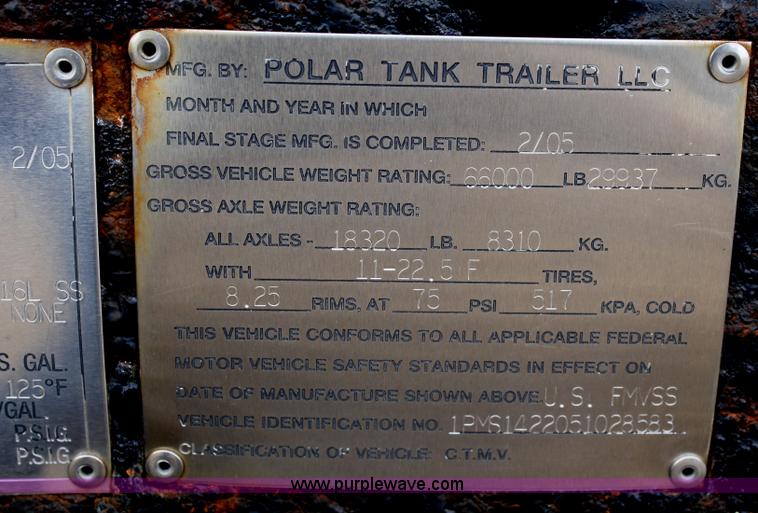 2/05
16L SS
NONE
S. GAL.
125°F
/GAL.
P.S.I.G.
P.S.I.G.
MFG. BY: POLAR TANK TRAILER LLC
MONTH AND YEAR IN WHICH
FINAL STAGE MFG. IS COMPLETED: 2/05
GROSS VEHICLE WEIGHT RATING: 66000 LB 29937 KG.
GROSS AXLE WEIGHT RATING:
ALL AXLES - 18320 LB. 8310 KG.
WITH 11-22.5 F TIRES,
8.25 RIMS, AT 75 PSI 517 KPA, COLD
THIS VEHICLE CONFORMS TO ALL APPLICABLE FEDERAL
MOTOR VEHICLE SAFETY STANDARDS IN EFFECT ON
DATE OF MANUFACTURE SHOWN ABOVE. U.S. FMVSS
VEHICLE IDENTIFICATION NO. 1PMS1422051028583
CLASSIFICATION OF VEHICLE: C.T.M.V.
www.purplewave.com